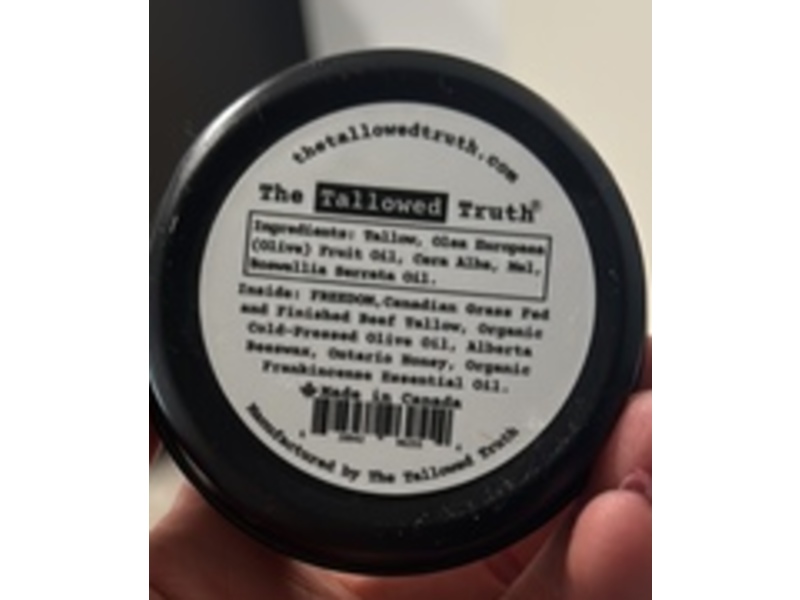 thetallowedtruth.com
The Tallowed Truth®
Ingredients: Tallow, Olea Europaea
(Olive) Fruit Oil, Cera Alba, Mel,
Boswellia Serrata Oil.
Inside: FREEDOM,Canadian Grass Fed
and Finished Beef Tallow, Organic
Cold-Pressed Olive Oil, Alberta
Beeswax, Ontario Honey, Organic
Frankincense Essential Oil.
Made in Canada
Manufactured by The Tallowed Truth